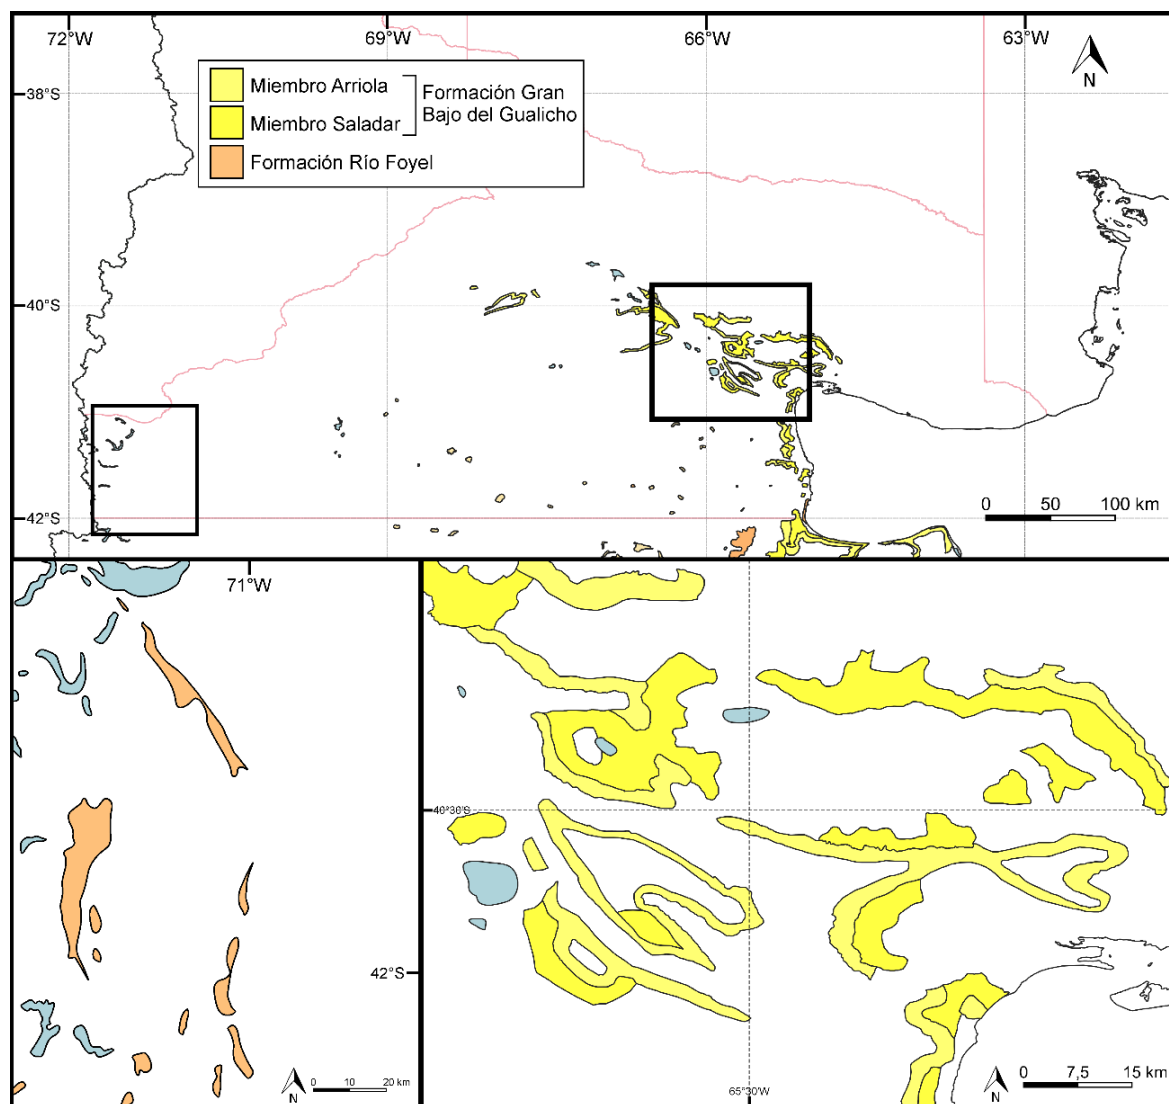 72°W 69°W 66°W 63°W
N
38°S
Miembro Arriola
Miembro Saladar
Formación Gran
Bajo del Gualicho
Formación Río Foyel
40°S
42°S
0 50 100 km
71°W
42°S
N
0 10 20 km
40°30'S
65°30'W
N
0 7,5 15 km